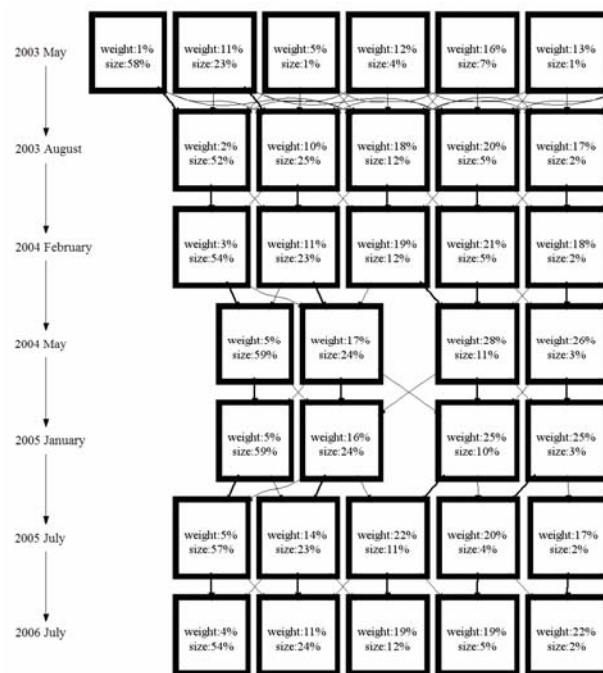 2003 May
weight:1%
size:58%
weight:11%
size:23%
weight:5%
size:1%
weight:12%
size:4%
weight:16%
size:7%
weight:13%
size:1%
2003 August
weight:2%
size:52%
weight:10%
size:25%
weight:18%
size:12%
weight:20%
size:5%
weight:17%
size:2%
2004 February
weight:3%
size:54%
weight:11%
size:23%
weight:19%
size:12%
weight:21%
size:5%
weight:18%
size:2%
2004 May
weight:5%
size:59%
weight:17%
size:24%
weight:28%
size:11%
weight:26%
size:3%
2005 January
weight:5%
size:59%
weight:16%
size:24%
weight:25%
size:10%
weight:25%
size:3%
2005 July
weight:5%
size:57%
weight:14%
size:23%
weight:22%
size:11%
weight:20%
size:4%
weight:17%
size:2%
2006 July
weight:4%
size:54%
weight:11%
size:24%
weight:19%
size:12%
weight:19%
size:5%
weight:22%
size:2%